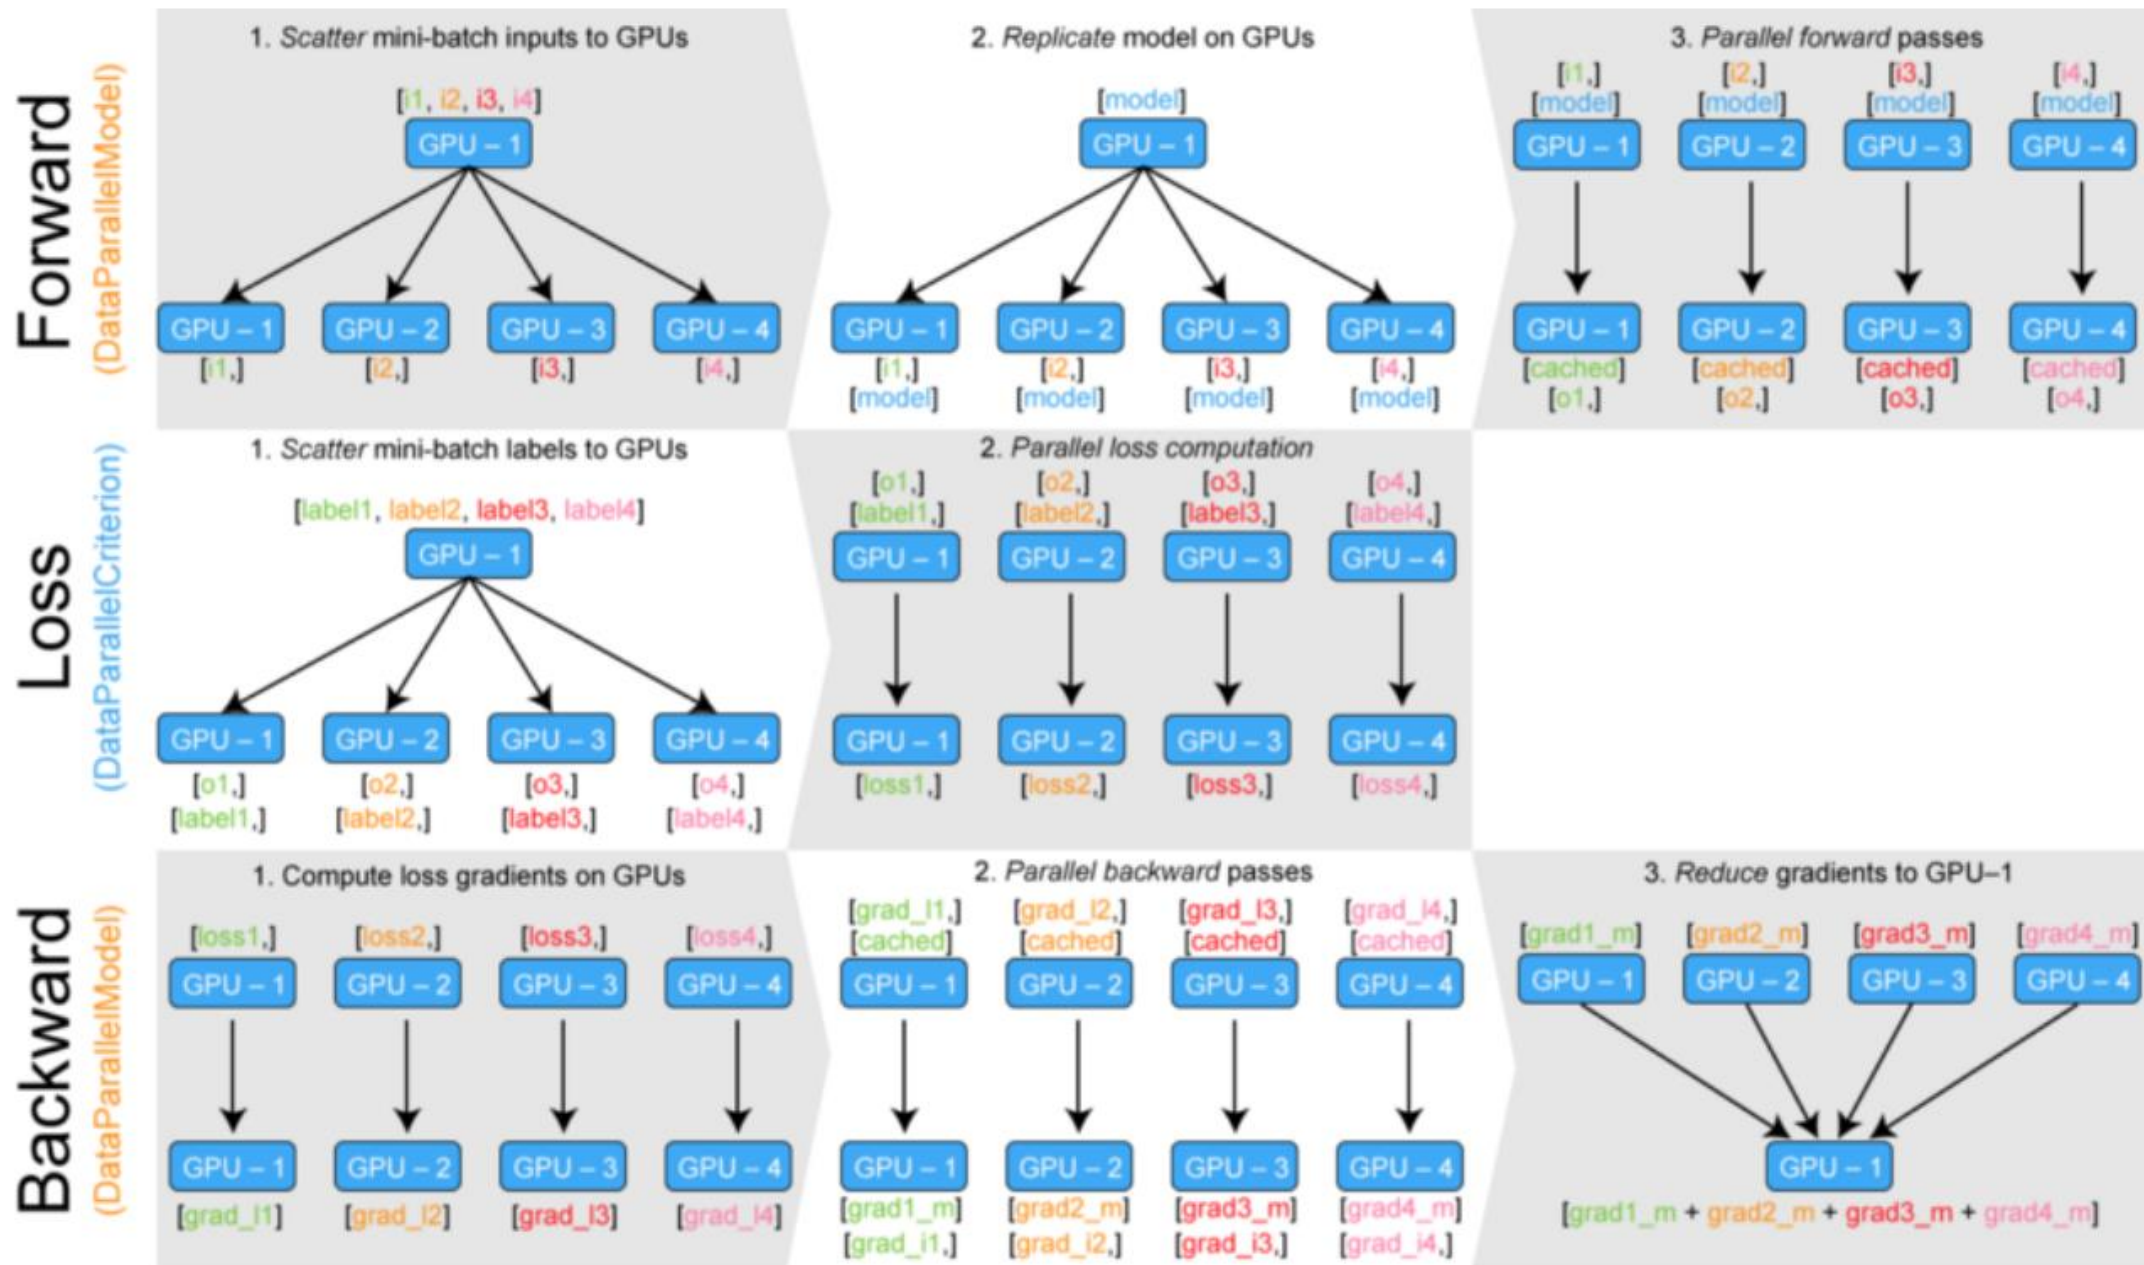 Forward
(DataParallelModel)
1. Scatter mini-batch inputs to GPUs
[i1, i2, i3, i4]
GPU – 1
GPU – 1 GPU – 2 GPU – 3 GPU – 4
[i1,] [i2,] [i3,] [i4,]
2. Replicate model on GPUs
[model]
GPU – 1
GPU – 1 GPU – 2 GPU – 3 GPU – 4
[i1,] [i2,] [i3,] [i4,]
[model] [model] [model] [model]
3. Parallel forward passes
[i1,] [i2,] [i3,] [i4,]
[model] [model] [model] [model]
GPU – 1 GPU – 2 GPU – 3 GPU – 4
GPU – 1 GPU – 2 GPU – 3 GPU – 4
[cached] [cached] [cached] [cached]
[o1,] [o2,] [o3,] [o4,]
Loss
(DataParallelCriterion)
1. Scatter mini-batch labels to GPUs
[label1, label2, label3, label4]
GPU – 1
GPU – 1 GPU – 2 GPU – 3 GPU – 4
[o1,] [o2,] [o3,] [o4,]
[label1,] [label2,] [label3,] [label4,]
2. Parallel loss computation
[o1,] [o2,] [o3,] [o4,]
[label1,] [label2,] [label3,] [label4,]
GPU – 1 GPU – 2 GPU – 3 GPU – 4
GPU – 1 GPU – 2 GPU – 3 GPU – 4
[loss1,] [loss2,] [loss3,] [loss4,]
Backward
(DataParallelModel)
1. Compute loss gradients on GPUs
[loss1,] [loss2,] [loss3,] [loss4,]
GPU – 1 GPU – 2 GPU – 3 GPU – 4
GPU – 1 GPU – 2 GPU – 3 GPU – 4
[grad_l1] [grad_l2] [grad_l3] [grad_l4]
2. Parallel backward passes
[grad_l1,] [grad_l2,] [grad_l3,] [grad_l4,]
[cached] [cached] [cached] [cached]
GPU – 1 GPU – 2 GPU – 3 GPU – 4
GPU – 1 GPU – 2 GPU – 3 GPU – 4
[grad1_m] [grad2_m] [grad3_m] [grad4_m]
[grad_i1,] [grad_i2,] [grad_i3,] [grad_i4,]
3. Reduce gradients to GPU–1
[grad1_m] [grad2_m] [grad3_m] [grad4_m]
GPU – 1 GPU – 2 GPU – 3 GPU – 4
GPU – 1
[grad1_m + grad2_m + grad3_m + grad4_m]